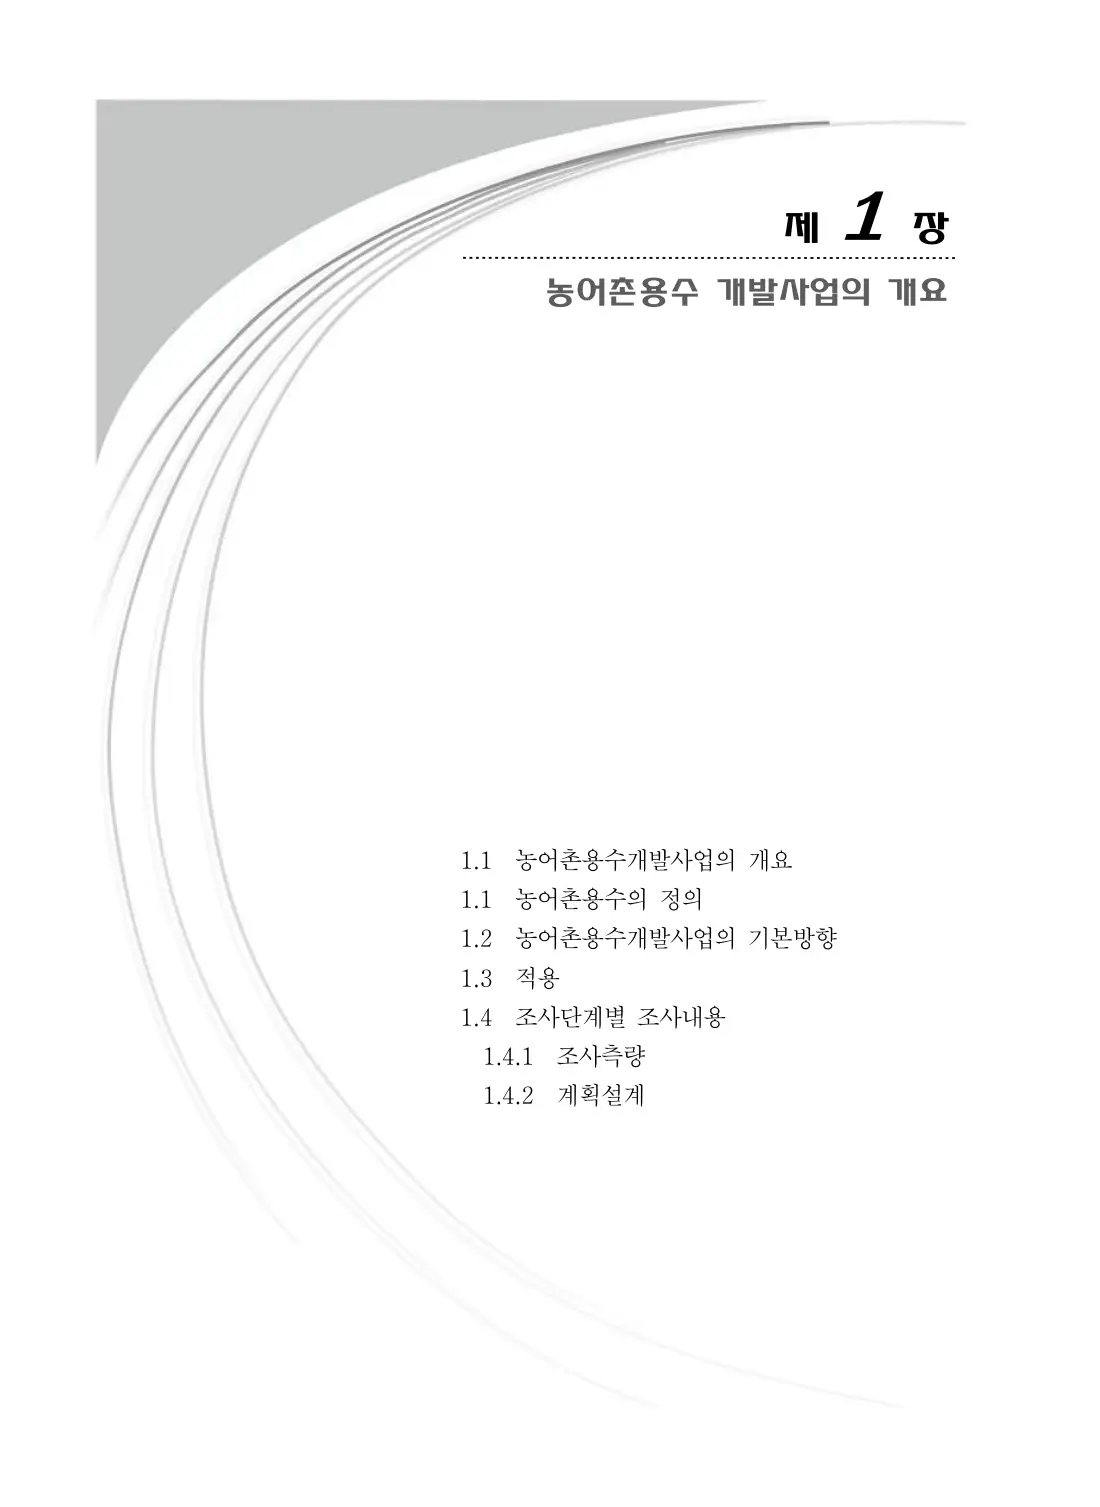 제 1 장
농어촌용수 개발사업의 개요
1.1 농어촌용수개발사업의 개요
1.1 농어촌용수의 정의
1.2 농어촌용수개발사업의 기본방향
1.3 적용
1.4 조사단계별 조사내용
1.4.1 조사측량
1.4.2 계획설계